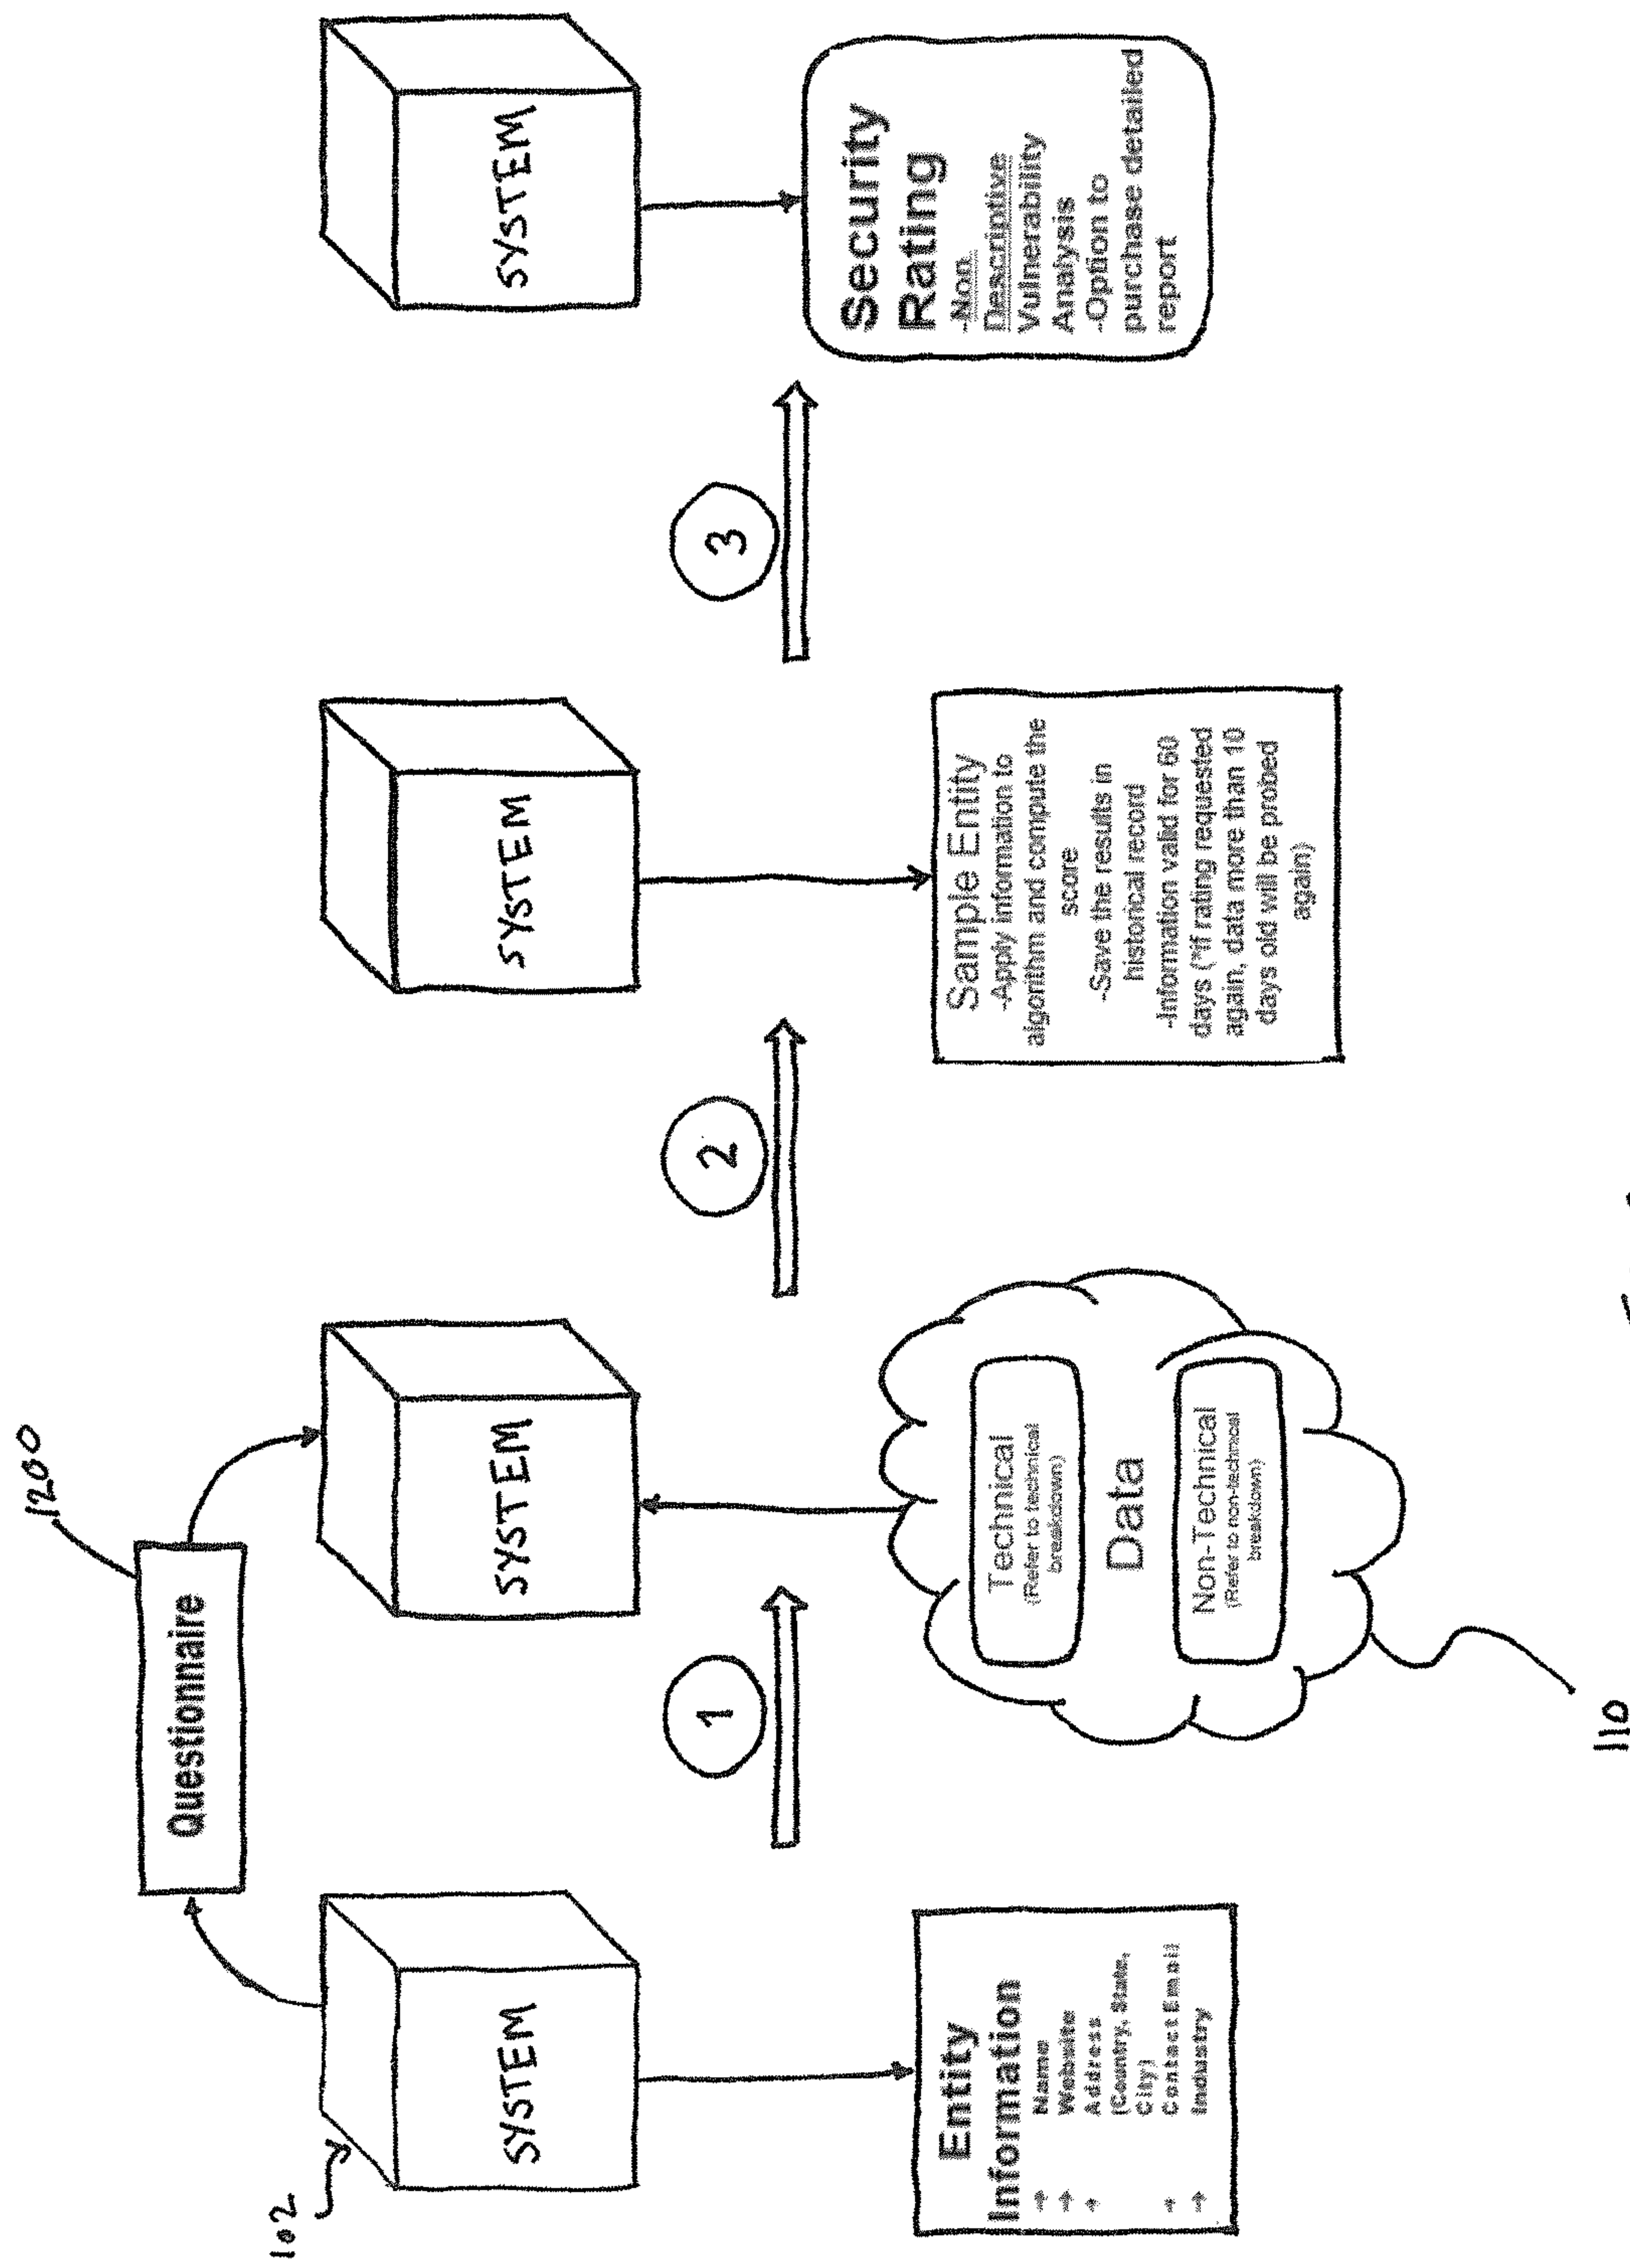 1200
Questionnaire
102
SYSTEM
SYSTEM
SYSTEM
SYSTEM
1
2
3
Entity
Information
→ Name
→ Website
→ Address
(Country, State,
City)
→ Contact Email
→ Industry
Technical
(Refer to technical
breakdown)
Data
Non-Technical
(Refer to non-technical
breakdown)
110
Sample Entity
-Apply information to
algorithm and compute the
score
-Save the results in
historical record
-Information valid for 60
days (*if rating requested
again, data more than 10
days old will be probed
again)
Security
Rating
-Non
Descriptive
Vulnerability
Analysis
-Option to
purchase detailed
report